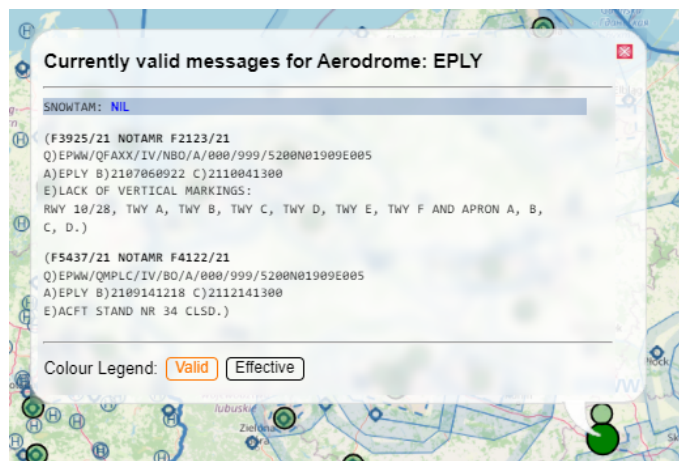 Currently valid messages for Aerodrome: EPLY
SNOWTAM: NIL
(F3925/21 NOTAMR F2123/21
Q)EPWW/QFAXX/IV/NBO/A/000/999/5200N01909E005
A)EPLY B)2107060922 C)2110041300
E)LACK OF VERTICAL MARKINGS:
RWY 10/28, TWY A, TWY B, TWY C, TWY D, TWY E, TWY F AND APRON A, B,
C, D.)
(F5437/21 NOTAMR F4122/21
Q)EPWW/QMPLC/IV/BO/A/000/999/5200N01909E005
A)EPLY B)2109141218 C)2112141300
E)ACFT STAND NR 34 CLSD.)
Colour Legend: Valid Effective
lubuskie
Zielona
Góra